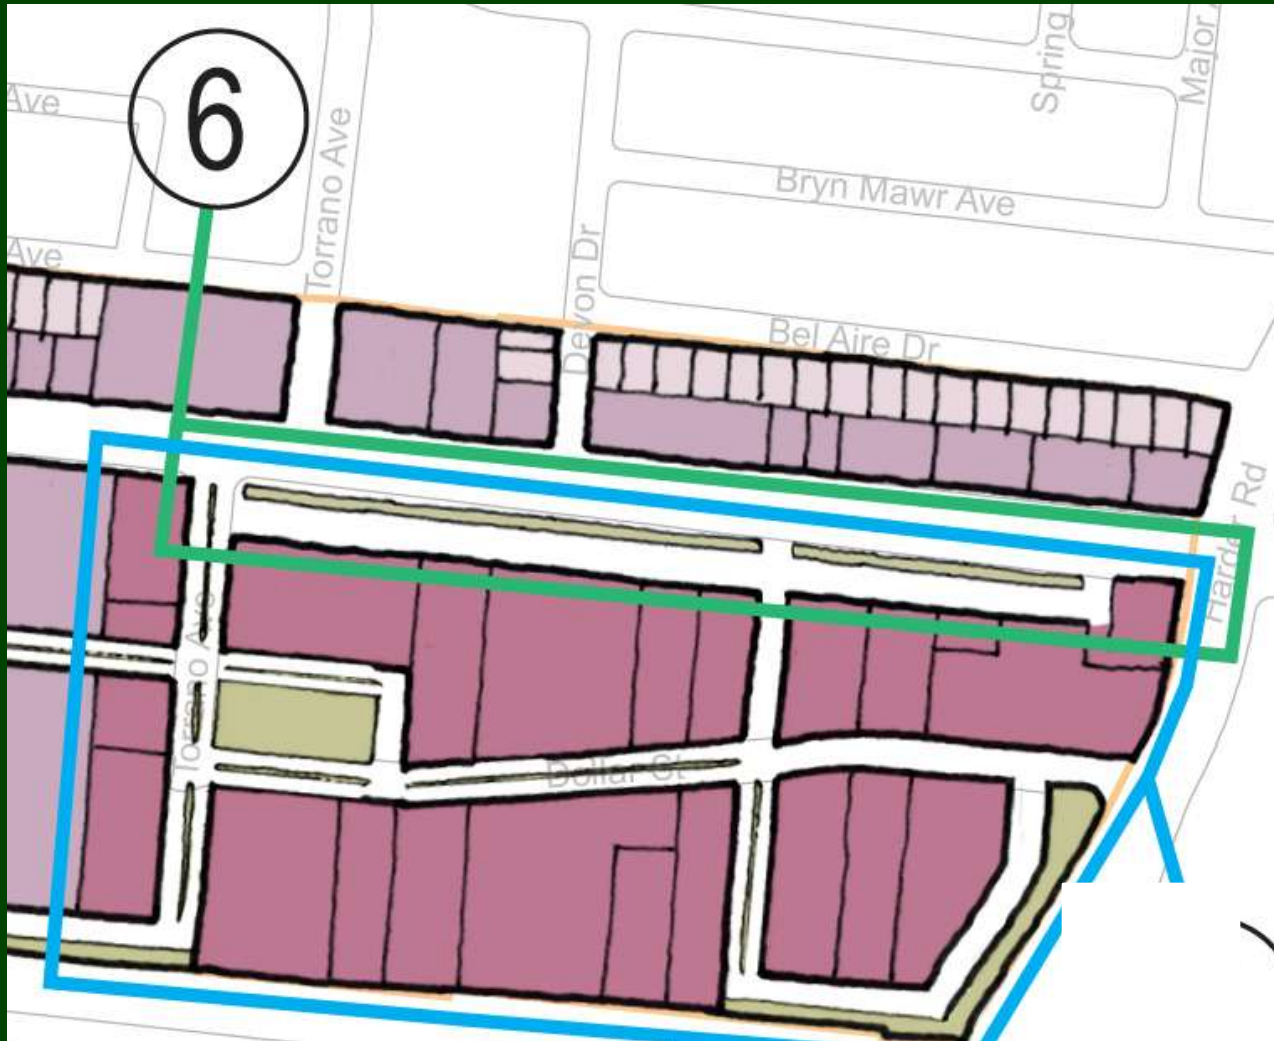 6
Ave
Ave
Torrano Ave
Spring
Major
Bryn Mawr Ave
Devon Dr
Bel Aire Dr
Harder Rd
Torrano Ave
Dollar St